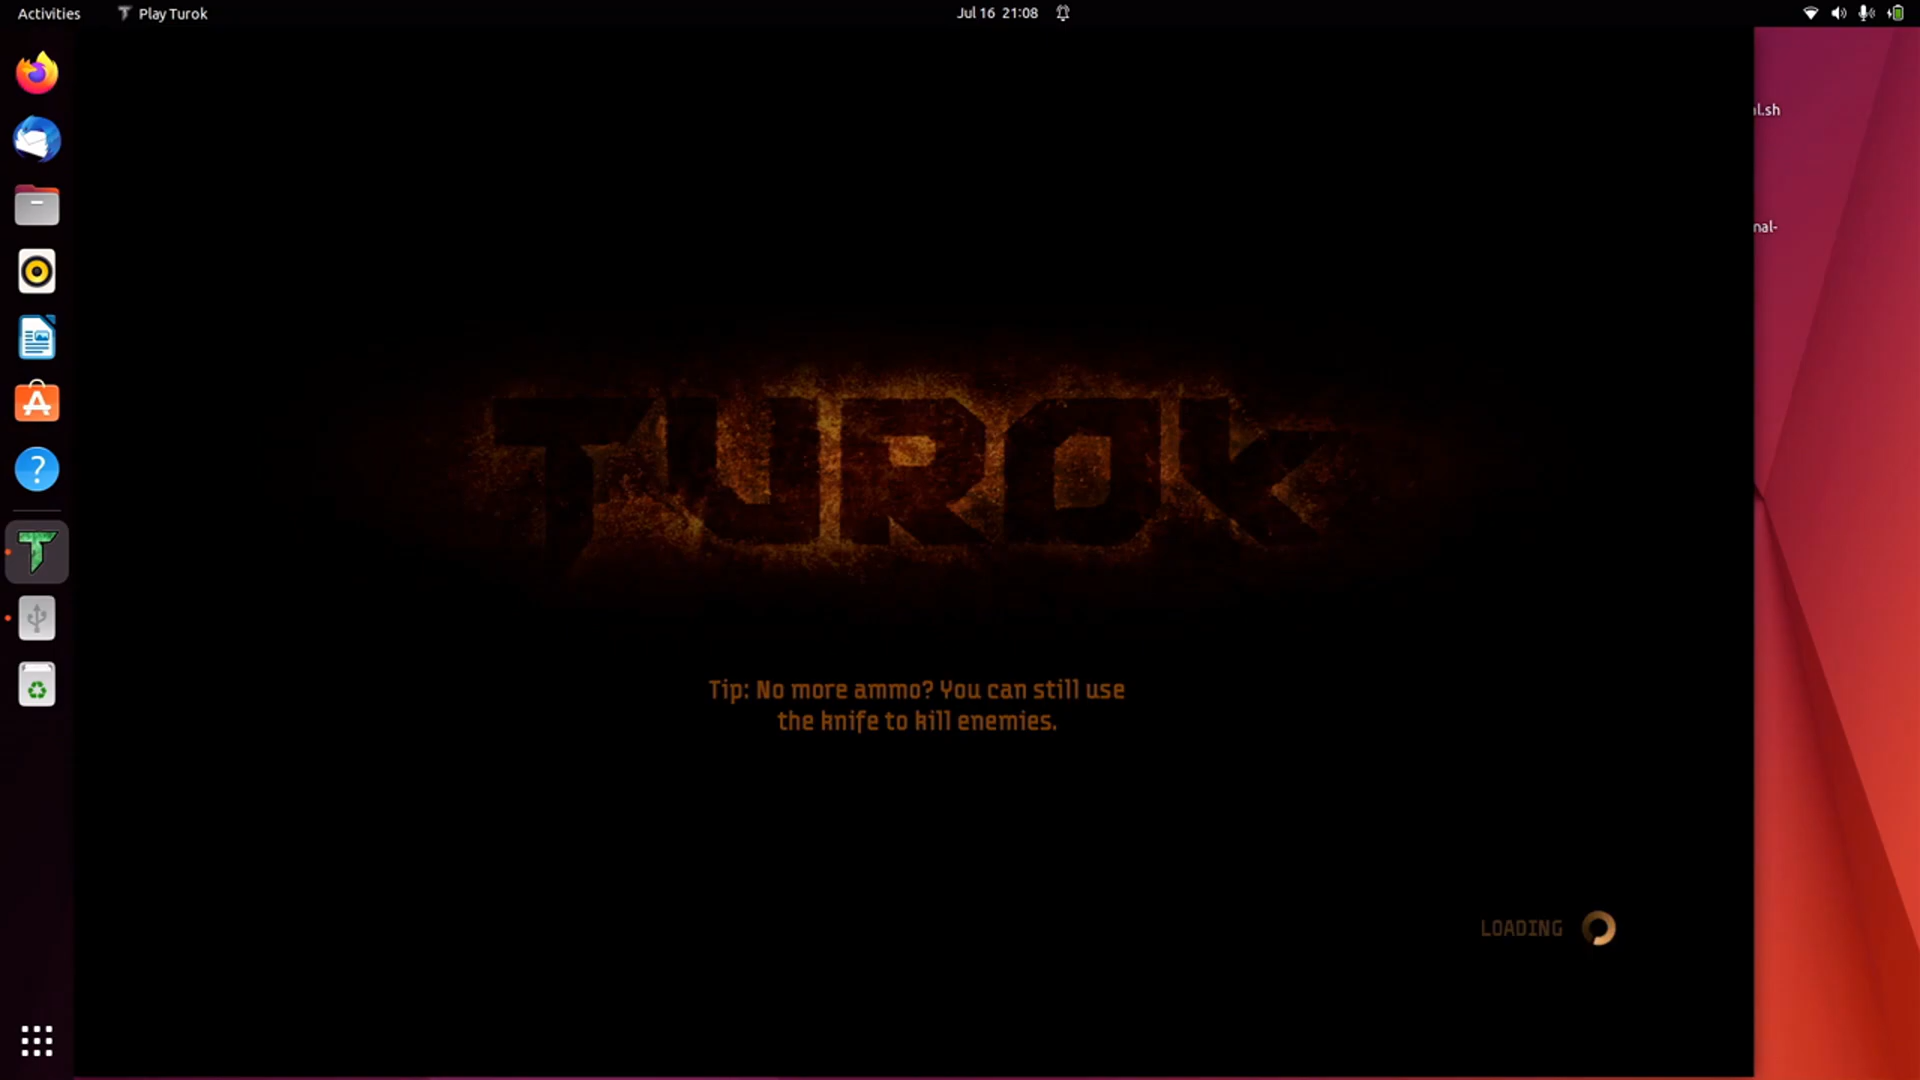 Activities
Play Turok
Jul 16 21:08
l.sh
nal-
TUROK
Tip: No more ammo? You can still use
the knife to kill enemies.
LOADING